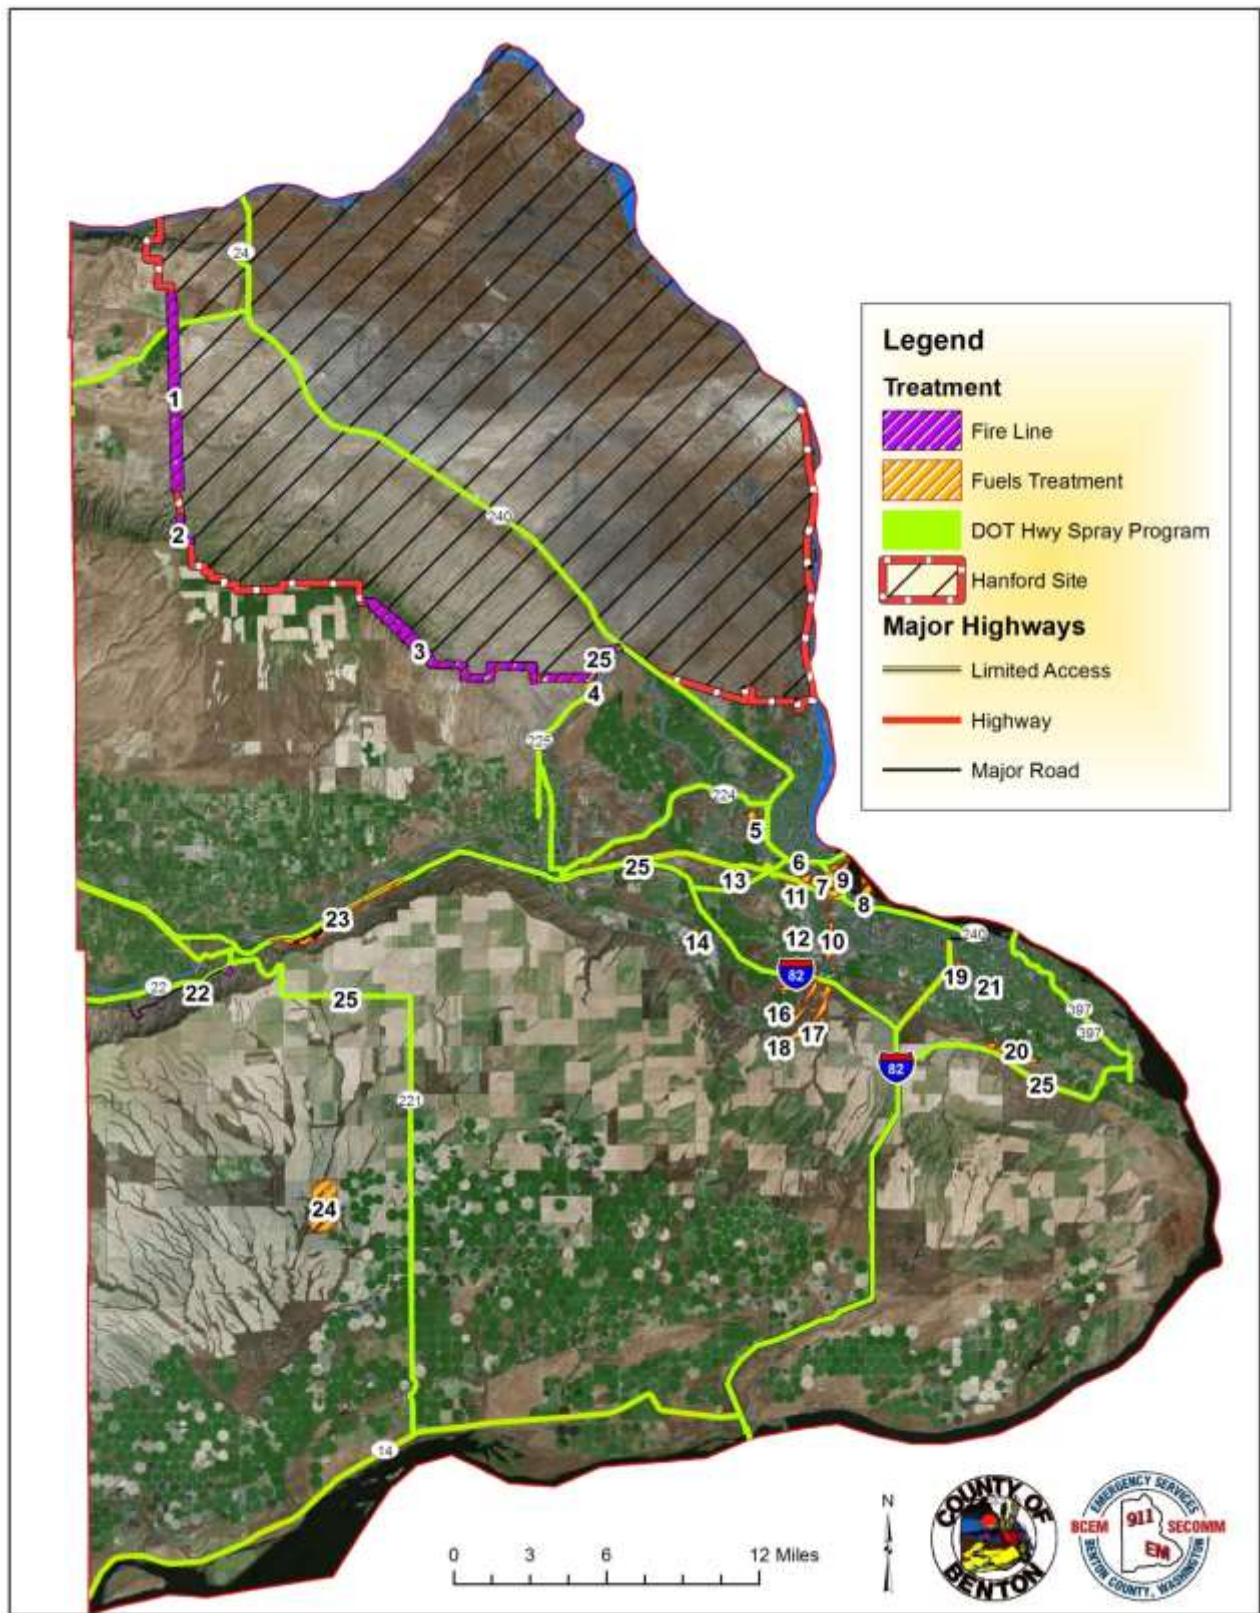 24
1
2
240
3
25
4
225
224
5
6
25
13
7
9
11
8
14
12
10
240
82
19
21
23
22
22
25
16
17
18
397
397
20
82
25
221
24
14
Legend
Treatment
Fire Line
Fuels Treatment
DOT Hwy Spray Program
Hanford Site
Major Highways
Limited Access
Highway
Major Road
0 3 6 12 Miles
N
COUNTY OF
BENTON
EMERGENCY SERVICES
BCEM 911 SECOMM
EM
BENTON COUNTY, WASHINGTON